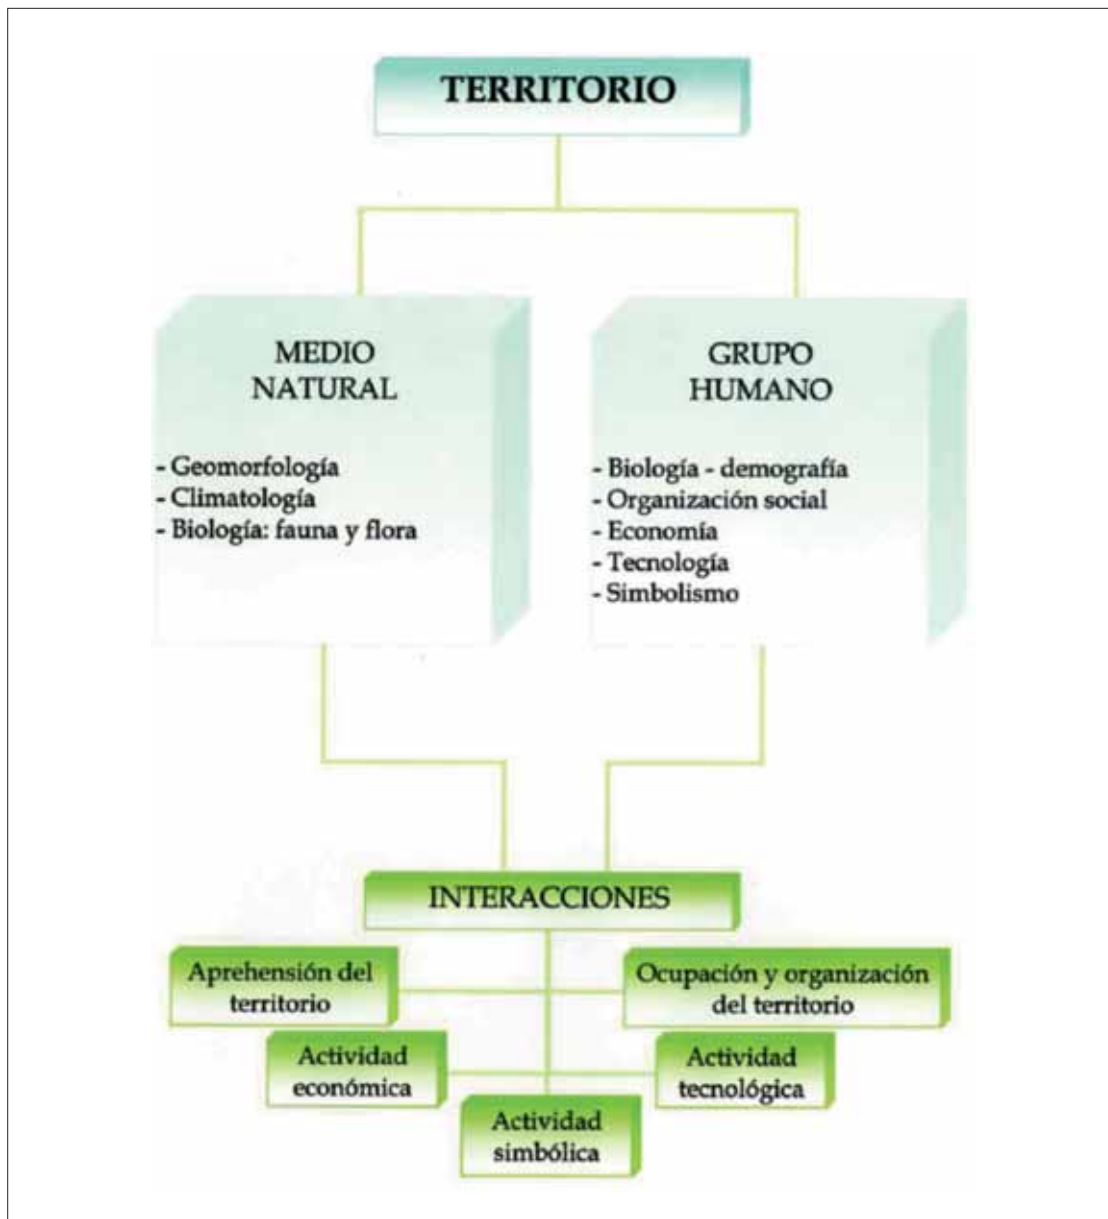 TERRITORIO
MEDIO
NATURAL
- Geomorfología
- Climatología
- Biología: fauna y flora
GRUPO
HUMANO
- Biología - demografía
- Organización social
- Economía
- Tecnología
- Simbolismo
INTERACCIONES
Aprehensión del
territorio
Ocupación y organización
del territorio
Actividad
económica
Actividad
tecnológica
Actividad
simbólica